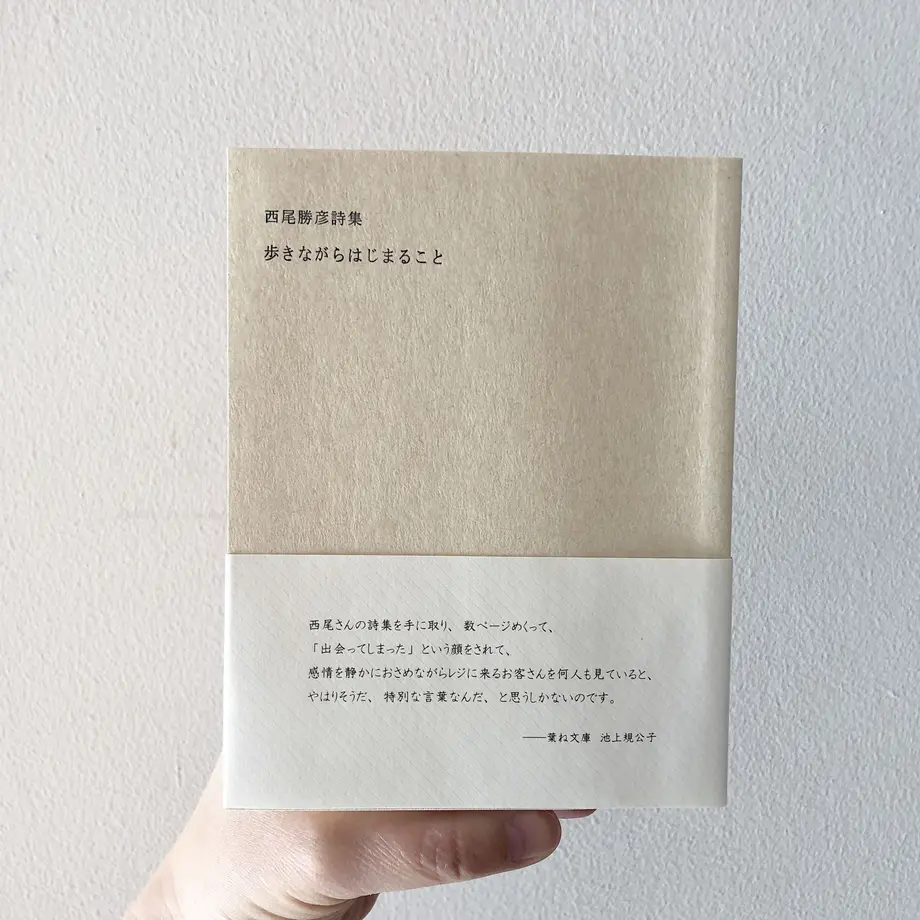 西尾勝彦詩集
歩きながらはじまること
西尾さんの詩集を手に取り、数ページめくって、
「出会ってしまった」という顔をされて、
感情を静かにおさめながらレジに来るお客さんを何人も見ていると、
やはりそうだ、特別な言葉なんだ、と思うしかないのです。
──葉ね文庫 池上規公子